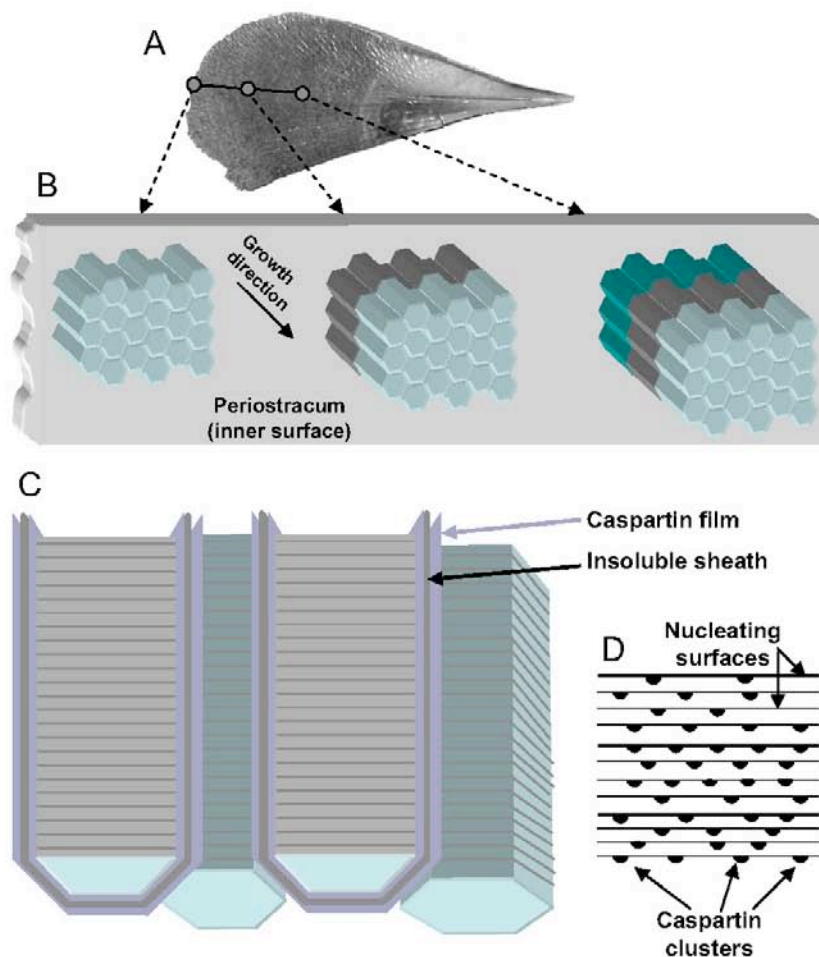 A
B
Growth
direction
Periostracum
(inner surface)
C
Caspartin film
Insoluble sheath
D
Nucleating
surfaces
Caspartin
clusters